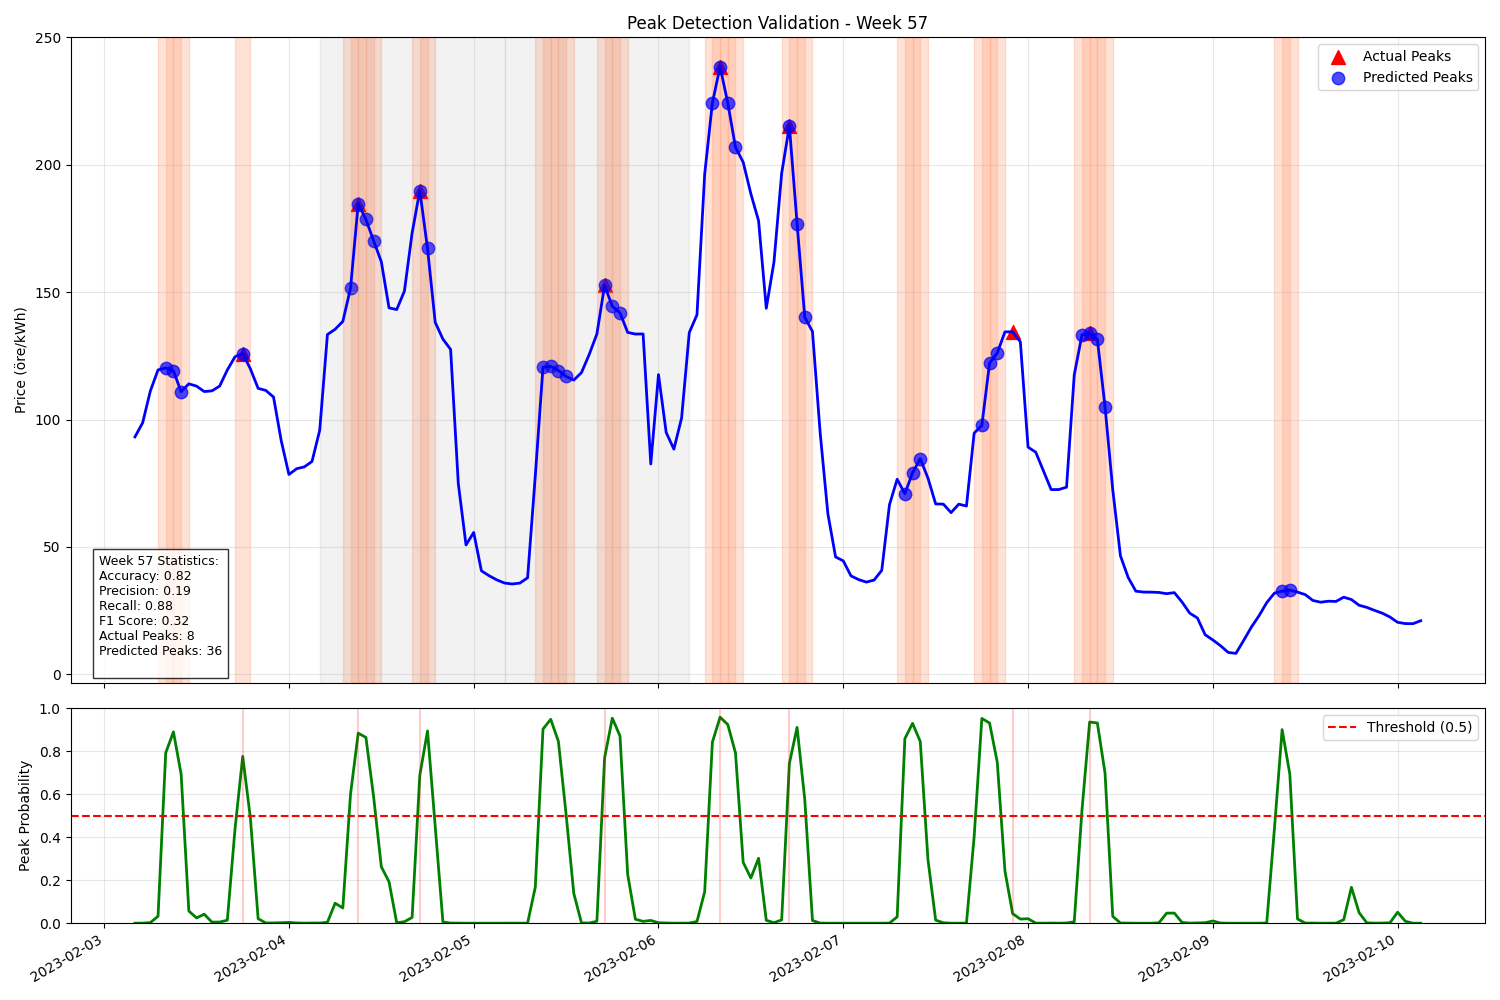 Peak Detection Validation - Week 57
Actual Peaks
Predicted Peaks
Price (öre/kWh)
250
200
150
100
50
0
Week 57 Statistics:
Accuracy: 0.82
Precision: 0.19
Recall: 0.88
F1 Score: 0.32
Actual Peaks: 8
Predicted Peaks: 36
Threshold (0.5)
Peak Probability
1.0
0.8
0.6
0.4
0.2
0.0
2023-02-03
2023-02-04
2023-02-05
2023-02-06
2023-02-07
2023-02-08
2023-02-09
2023-02-10